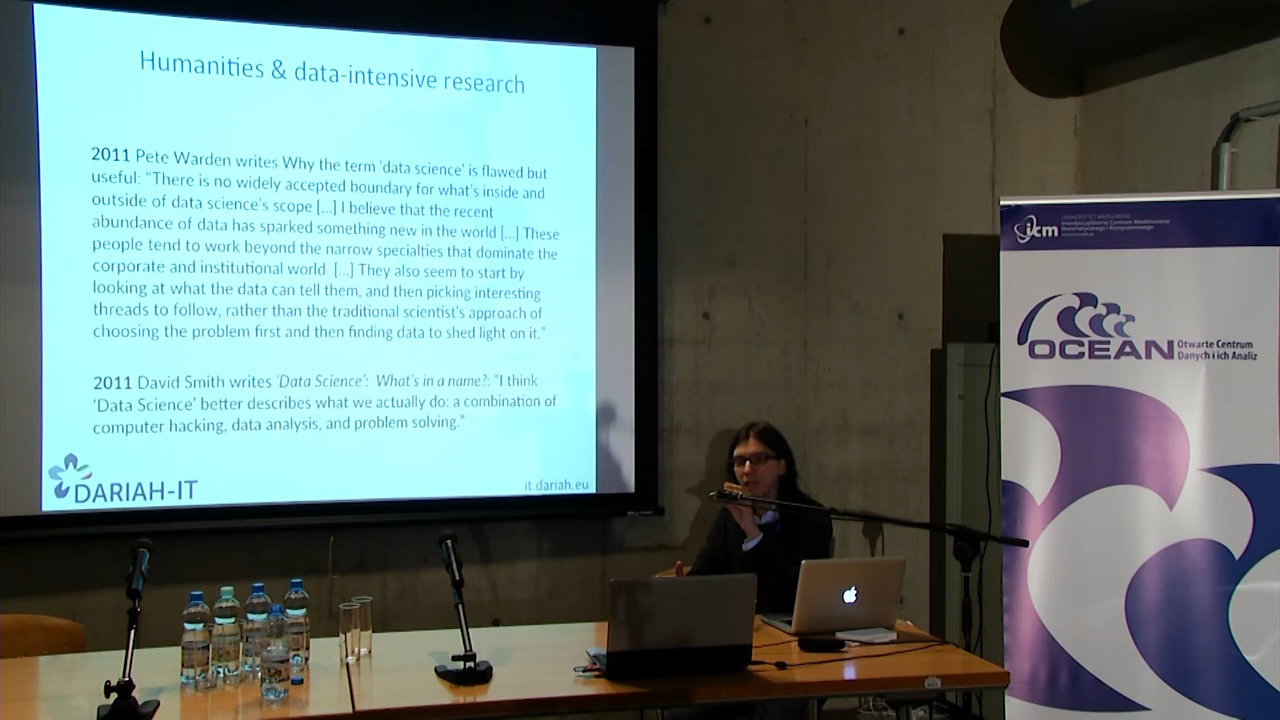 Humanities & data-intensive research
2011 Pete Warden writes Why the term 'data science' is flawed but
useful: "There is no widely accepted boundary for what's inside and
outside of data science's scope [...] I believe that the recent
abundance of data has sparked something new in the world [...] These
people tend to work beyond the narrow specialties that dominate the
corporate and institutional world [...] They also seem to start by
looking at what the data can tell them, and then picking interesting
threads to follow, rather than the traditional scientist's approach of
choosing the problem first and then finding data to shed light on it."
2011 David Smith writes 'Data Science': What's in a name?: "I think
'Data Science' better describes what we actually do: a combination of
computer hacking, data analysis, and problem solving."
DARIAH-IT
it.dariah.eu
icm
Interdyscyplinarne Centrum Modelowania
Matematycznego i Komputerowego
OCEAN
Otwarte Centrum
Danych i ich Analiz